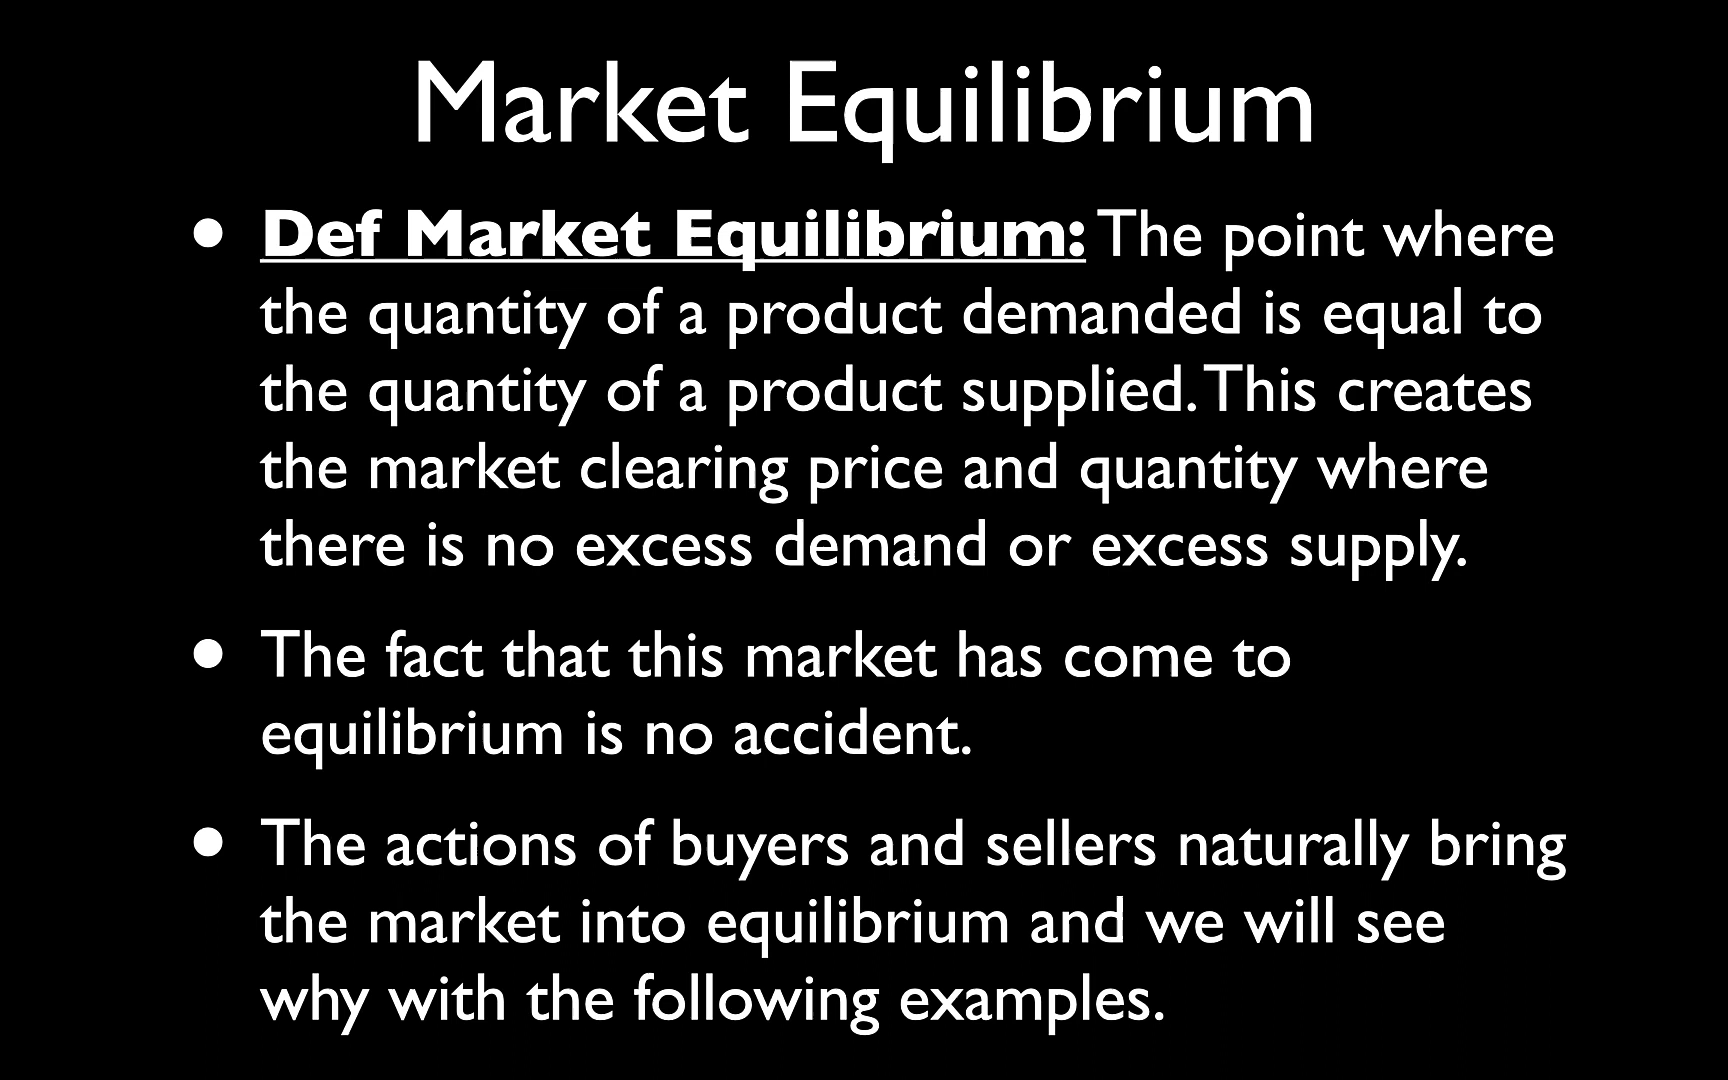 Market Equilibrium
• Def Market Equilibrium: The point where
the quantity of a product demanded is equal to
the quantity of a product supplied. This creates
the market clearing price and quantity where
there is no excess demand or excess supply.
• The fact that this market has come to
equilibrium is no accident.
• The actions of buyers and sellers naturally bring
the market into equilibrium and we will see
why with the following examples.